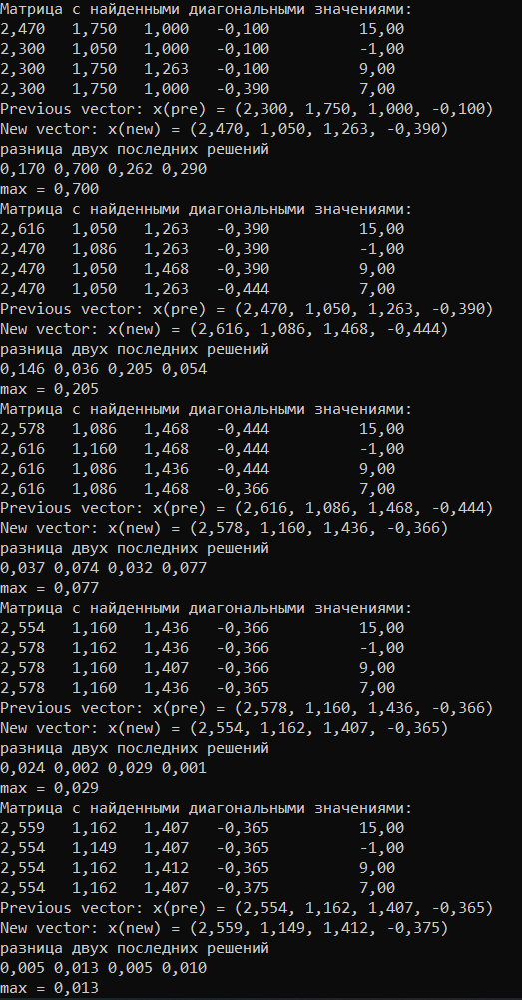 Матрица с найденными диагональными значениями:
2,470 1,750 1,000 -0,100 15,00
2,300 1,050 1,000 -0,100 -1,00
2,300 1,750 1,263 -0,100 9,00
2,300 1,750 1,000 -0,390 7,00
Previous vector: x(pre) = (2,300, 1,750, 1,000, -0,100)
New vector: x(new) = (2,470, 1,050, 1,263, -0,390)
разница двух последних решений
0,170 0,700 0,262 0,290
max = 0,700
Матрица с найденными диагональными значениями:
2,616 1,050 1,263 -0,390 15,00
2,470 1,086 1,263 -0,390 -1,00
2,470 1,050 1,468 -0,390 9,00
2,470 1,050 1,263 -0,444 7,00
Previous vector: x(pre) = (2,470, 1,050, 1,263, -0,390)
New vector: x(new) = (2,616, 1,086, 1,468, -0,444)
разница двух последних решений
0,146 0,036 0,205 0,054
max = 0,205
Матрица с найденными диагональными значениями:
2,578 1,086 1,468 -0,444 15,00
2,616 1,160 1,468 -0,444 -1,00
2,616 1,086 1,436 -0,444 9,00
2,616 1,086 1,468 -0,366 7,00
Previous vector: x(pre) = (2,616, 1,086, 1,468, -0,444)
New vector: x(new) = (2,578, 1,160, 1,436, -0,366)
разница двух последних решений
0,037 0,074 0,032 0,077
max = 0,077
Матрица с найденными диагональными значениями:
2,554 1,160 1,436 -0,366 15,00
2,578 1,162 1,436 -0,366 -1,00
2,578 1,160 1,407 -0,366 9,00
2,578 1,160 1,436 -0,365 7,00
Previous vector: x(pre) = (2,578, 1,160, 1,436, -0,366)
New vector: x(new) = (2,554, 1,162, 1,407, -0,365)
разница двух последних решений
0,024 0,002 0,029 0,001
max = 0,029
Матрица с найденными диагональными значениями:
2,559 1,162 1,407 -0,365 15,00
2,554 1,149 1,407 -0,365 -1,00
2,554 1,162 1,412 -0,365 9,00
2,554 1,162 1,407 -0,375 7,00
Previous vector: x(pre) = (2,554, 1,162, 1,407, -0,365)
New vector: x(new) = (2,559, 1,149, 1,412, -0,375)
разница двух последних решений
0,005 0,013 0,005 0,010
max = 0,013